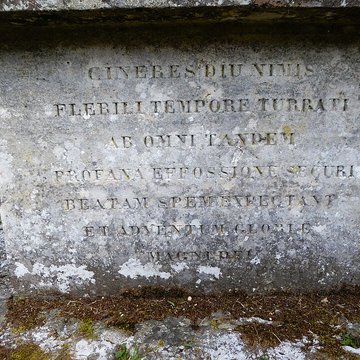 CINERES DIU NIMIS
FLEBILI TEMPORE TURBATI
AB OMNI TANDEM
PROFANA EFFOSSIONE SECURI
BEATAM SPEM EXPECTANT
ET ADVENTUM GLORIÆ
MAGNI DEI